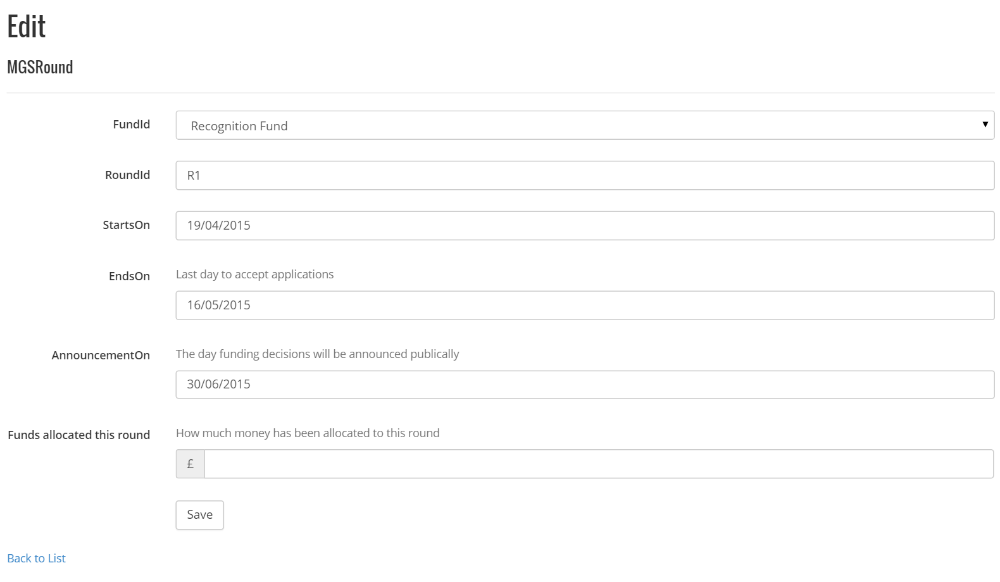 Edit
MGSRound
FundId
Recognition Fund
RoundId
R1
StartsOn
19/04/2015
EndsOn
Last day to accept applications
16/05/2015
AnnouncementOn
The day funding decisions will be announced publically
30/06/2015
Funds allocated this round
How much money has been allocated to this round
£
Save
Back to List